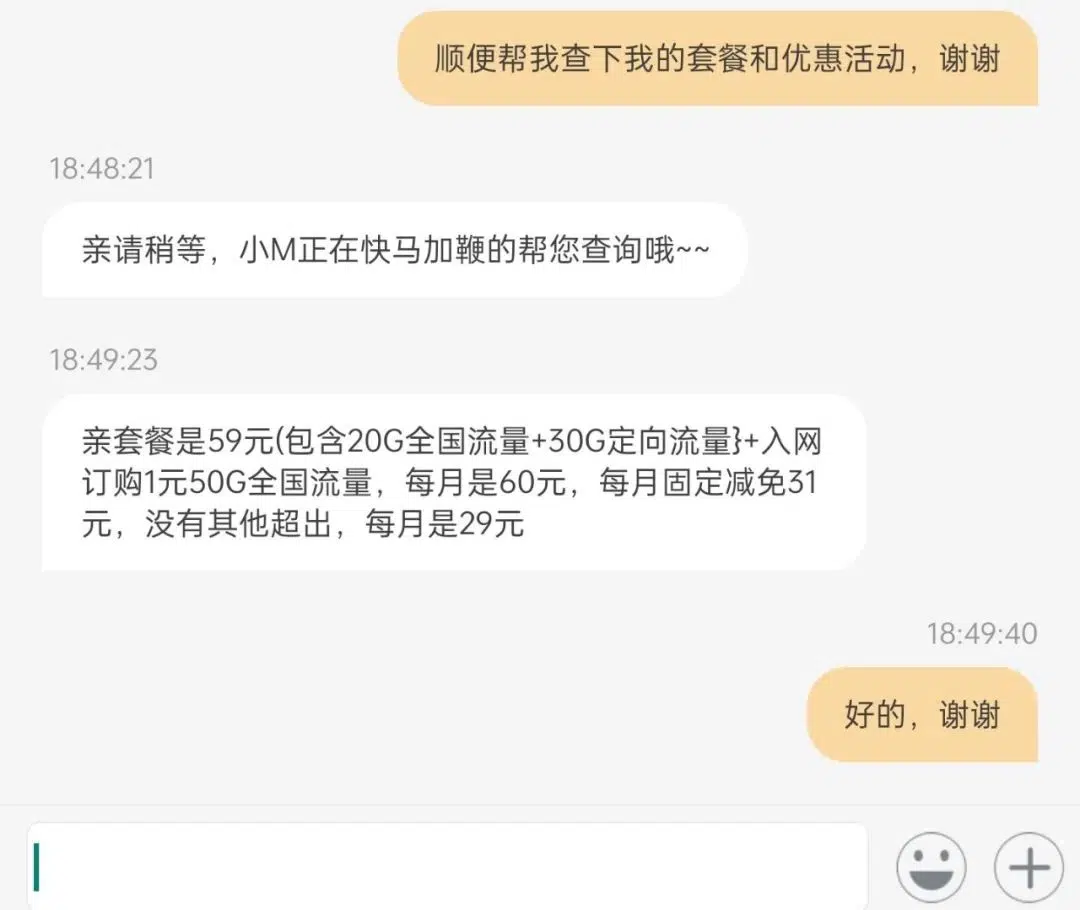 顺便帮我查下我的套餐和优惠活动，谢谢
18:48:21
亲请稍等，小M正在快马加鞭的帮您查询哦~~
18:49:23
亲套餐是59元(包含20G全国流量+30G定向流量}+入网
订购1元50G全国流量，每月是60元，每月固定减免31
元，没有其他超出，每月是29元
18:49:40
好的，谢谢